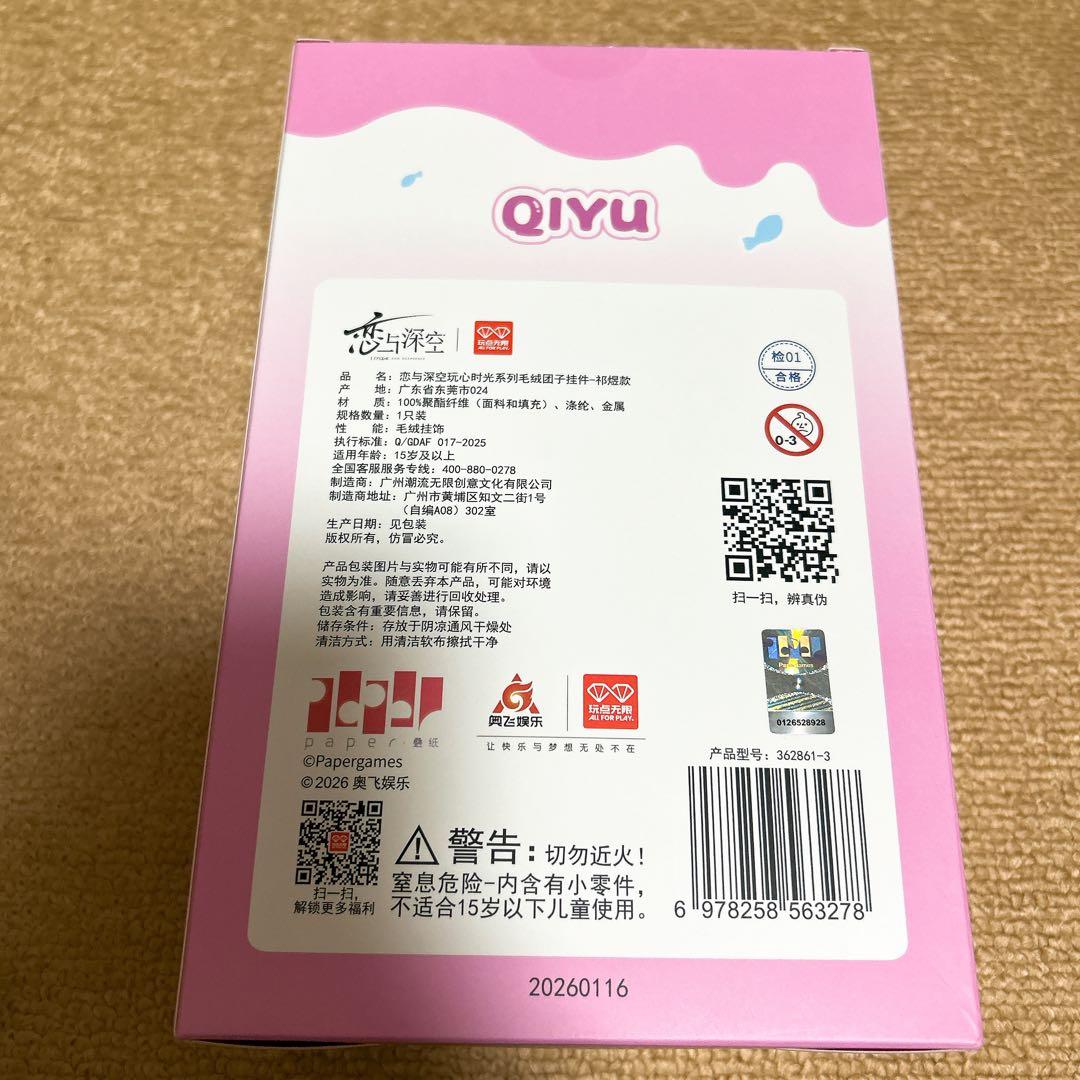 QIYU
恋与深空
玩点无限
ALL FOR PLAY.
检01
合格
0-3
品 名：恋与深空玩心时光系列毛绒团子挂件-祁煜款
产 地：广东省东莞市024
材 质：100%聚酯纤维（面料和填充）、涤纶、金属
规格数量：1只装
性 能：毛绒挂饰
执行标准：Q/GDAF 017-2025
适用年龄：15岁及以上
全国客服服务专线：400-880-0278
制造商：广州潮流无限创意文化有限公司
制造商地址：广州市黄埔区知文二街1号
（自编A08）302室
生产日期：见包装
版权所有，仿冒必究。
产品包装图片与实物可能有所不同，请以
实物为准。随意丢弃本产品，可能对环境
造成影响，请妥善进行回收处理。
包装含有重要信息，请保留。
储存条件：存放于阴凉通风干燥处
清洁方式：用清洁软布擦拭干净
扫一扫，辨真伪
PaperGames
0126528928
paper
paper·叠纸
©Papergames
©2026 奥飞娱乐
奥飞娱乐
玩点无限
ALL FOR PLAY.
让快乐与梦想无处不在
产品型号：362861-3
扫一扫，
解锁更多福利
警告：切勿近火！
窒息危险-内含有小零件，
不适合15岁以下儿童使用。
6 978258 563278
20260116